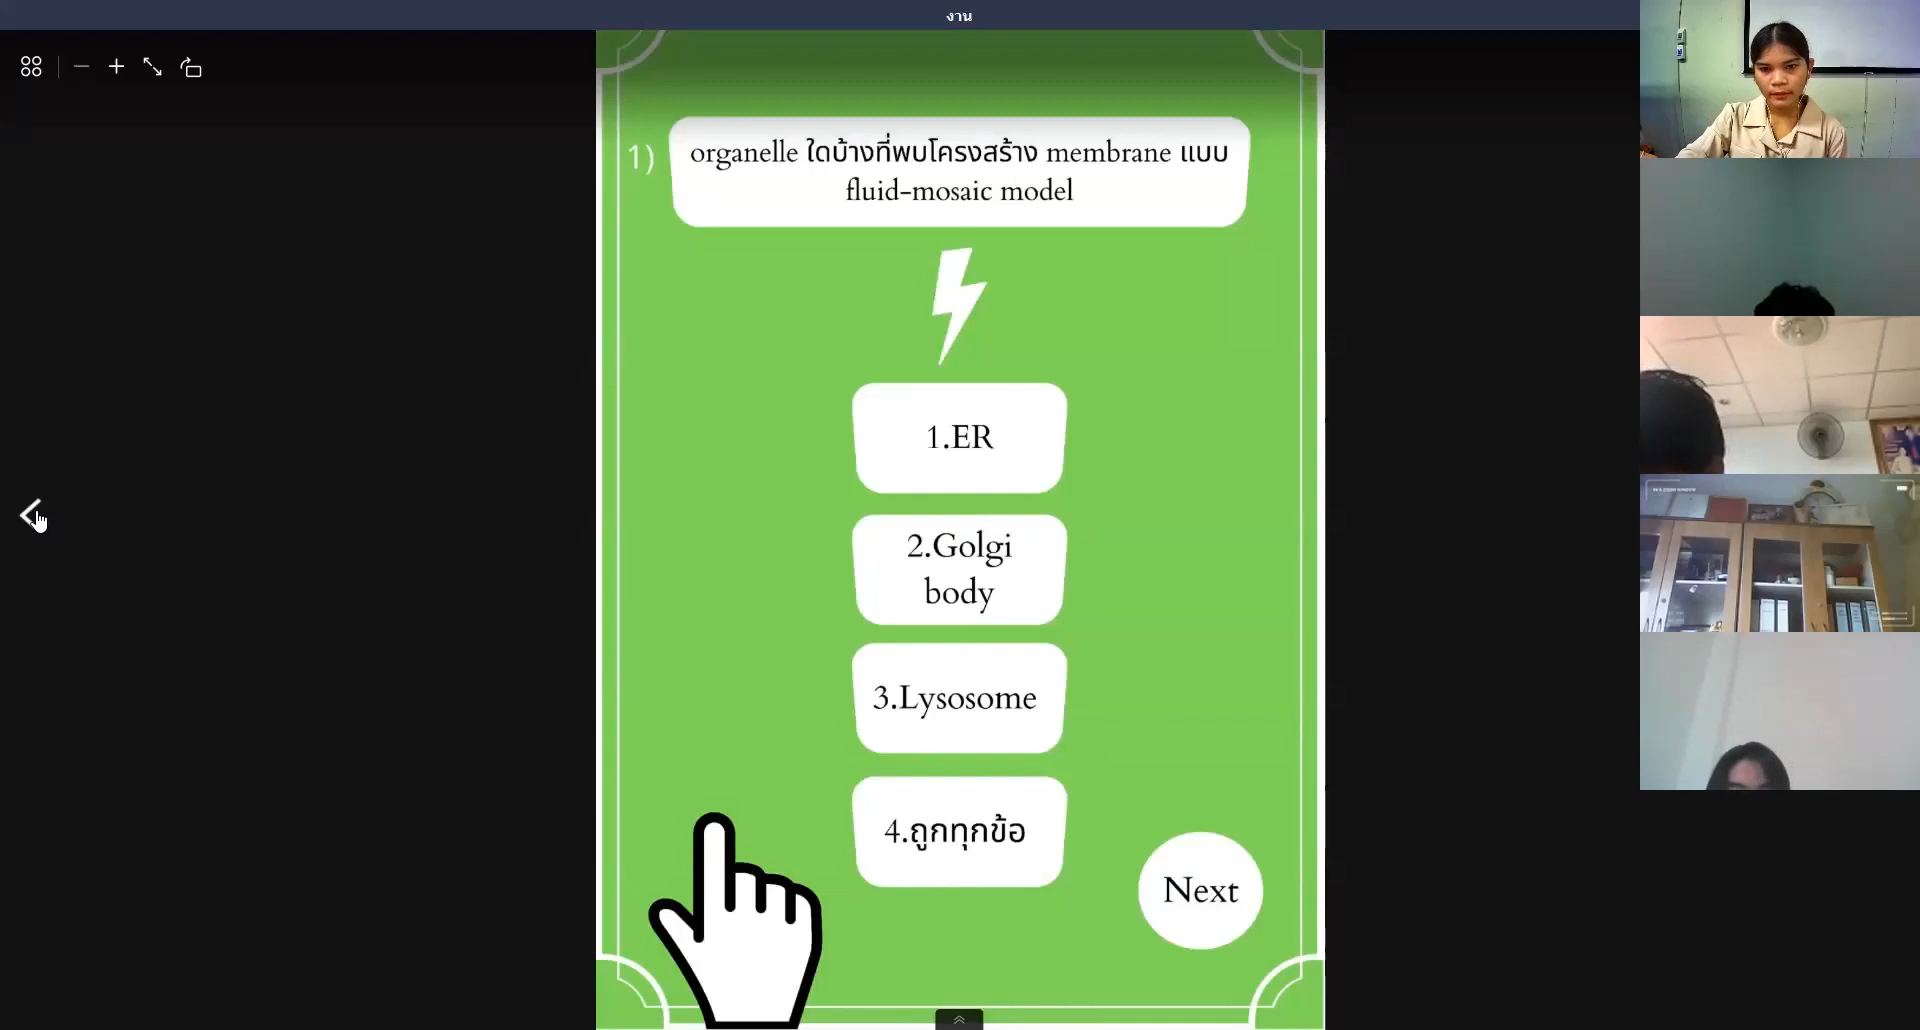 งาน
1)
organelle ใดบ้างที่พบโครงสร้าง membrane แบบ
fluid-mosaic model
1.ER
2.Golgi
body
3.Lysosome
4.ถูกทุกข้อ
Next